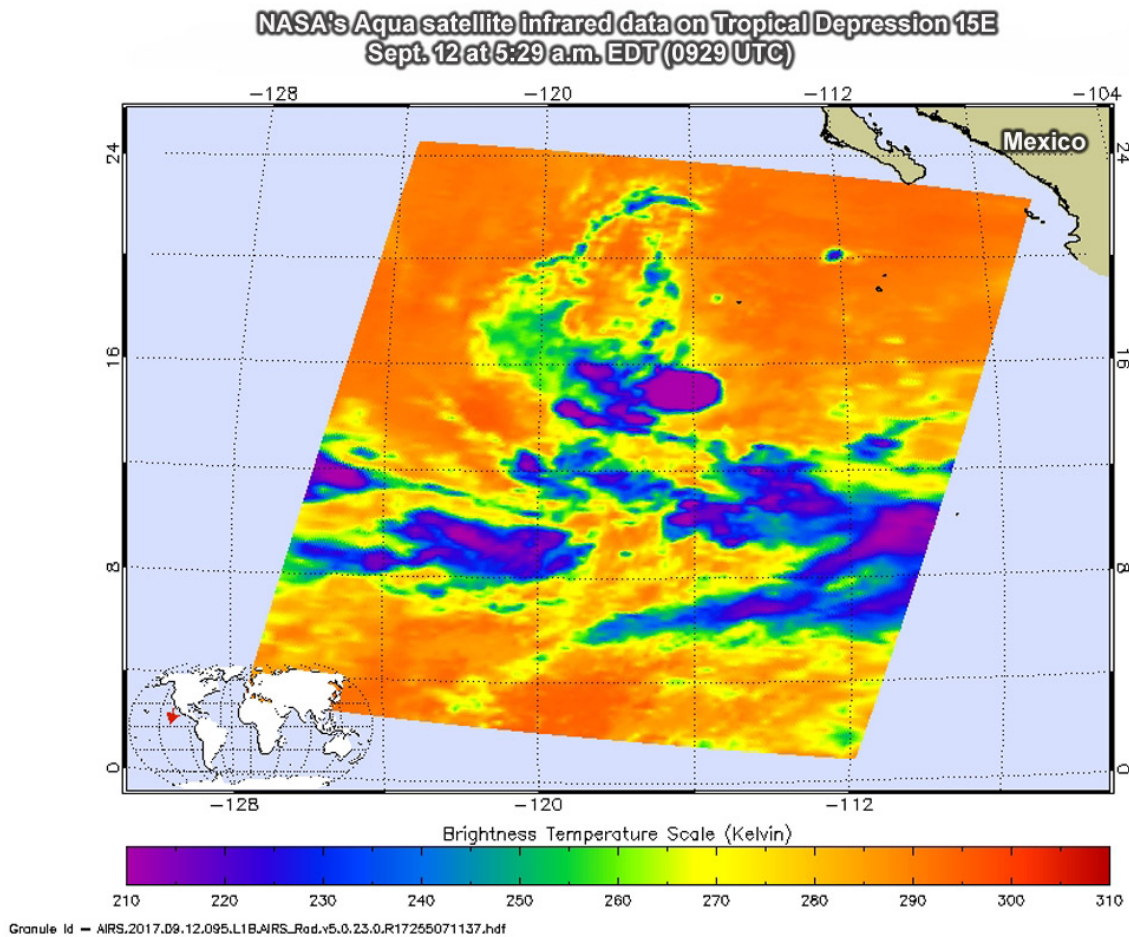 NASA's Aqua satellite infrared data on Tropical Depression 15E
Sept. 12 at 5:29 a.m. EDT (0929 UTC)
-128 -120 -112 -104
Mexico
24 24
16 16
8 8
0 0
-128 -120 -112
Brightness Temperature Scale (Kelvin)
210 220 230 240 250 260 270 280 290 300 310
Granule Id – AIRS.2017.09.12.095.L1B.AIRS_Rad.v5.0.23.0.R17255071137.hdf